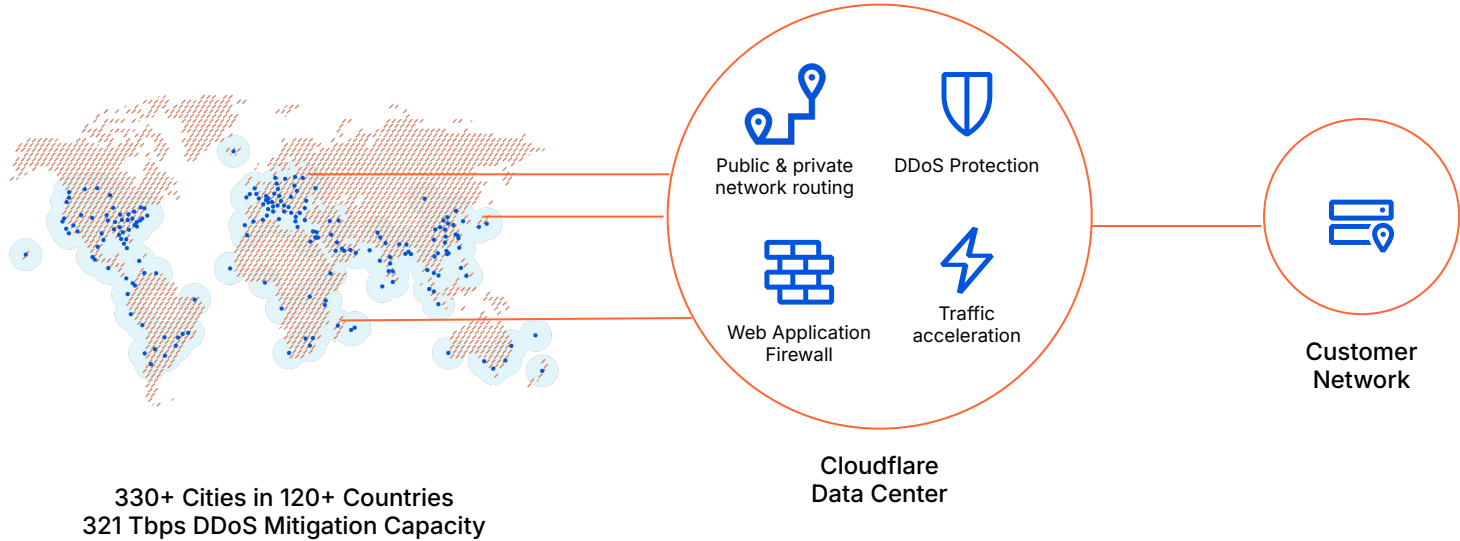 Public & private
network routing
DDoS Protection
Web Application
Firewall
Traffic
acceleration
Customer
Network
Cloudflare
Data Center
330+ Cities in 120+ Countries
321 Tbps DDoS Mitigation Capacity